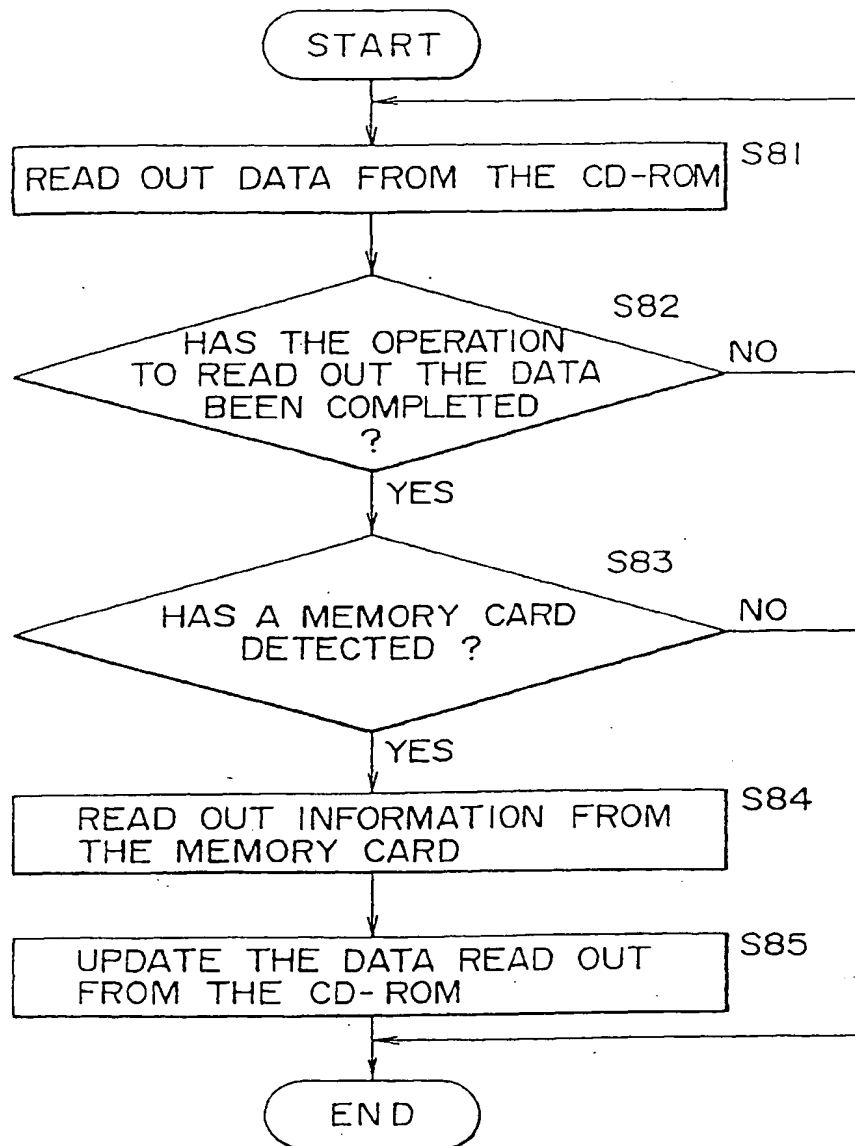 START
READ OUT DATA FROM THE CD-ROM
S81
S82
HAS THE OPERATION
TO READ OUT THE DATA
BEEN COMPLETED
?
NO
YES
S83
HAS A MEMORY CARD
DETECTED ?
NO
YES
S84
READ OUT INFORMATION FROM
THE MEMORY CARD
S85
UPDATE THE DATA READ OUT
FROM THE CD-ROM
END